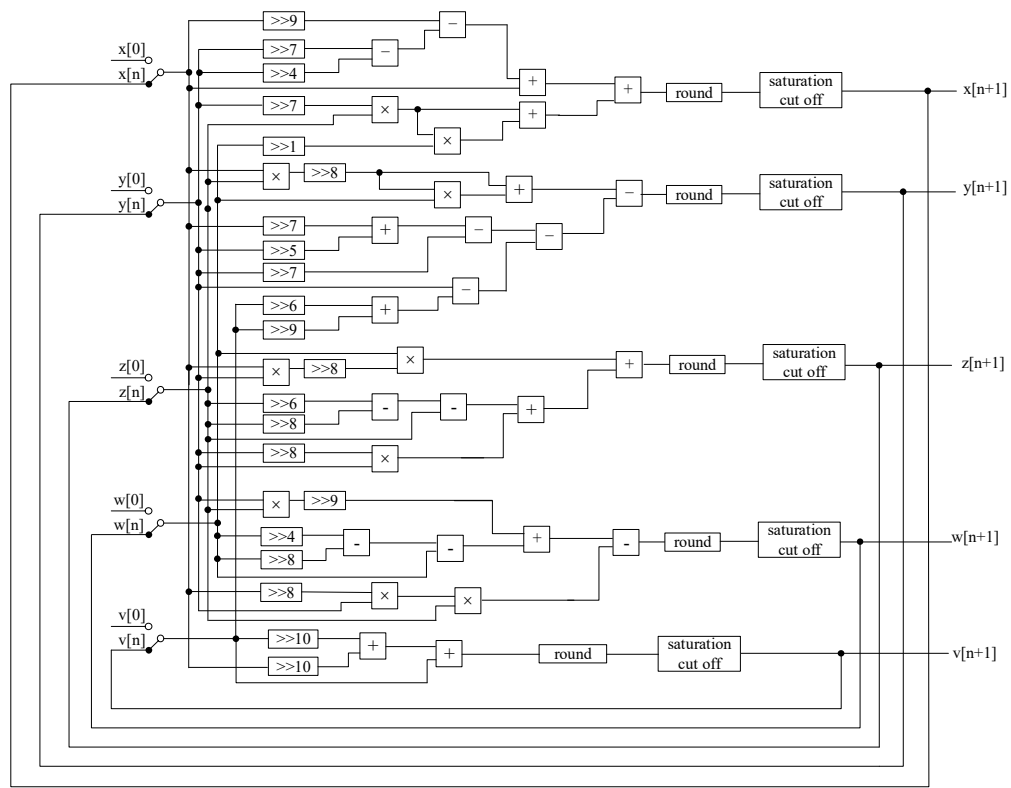 >>9
−
x[0]
>>7
−
x[n]
>>4
+
+
round
saturation
cut off
x[n+1]
>>7
×
+
>>1
×
y[0]
×
>>8
×
+
−
round
saturation
cut off
y[n+1]
y[n]
>>7
+
−
−
>>5
>>7
−
>>6
+
>>9
z[0]
×
>>8
×
+
round
saturation
cut off
z[n+1]
z[n]
>>6
-
-
+
>>8
>>8
×
w[0]
×
>>9
w[n]
>>4
-
-
+
-
round
saturation
cut off
w[n+1]
>>8
>>8
×
×
v[0]
v[n]
>>10
+
+
round
saturation
cut off
v[n+1]
>>10